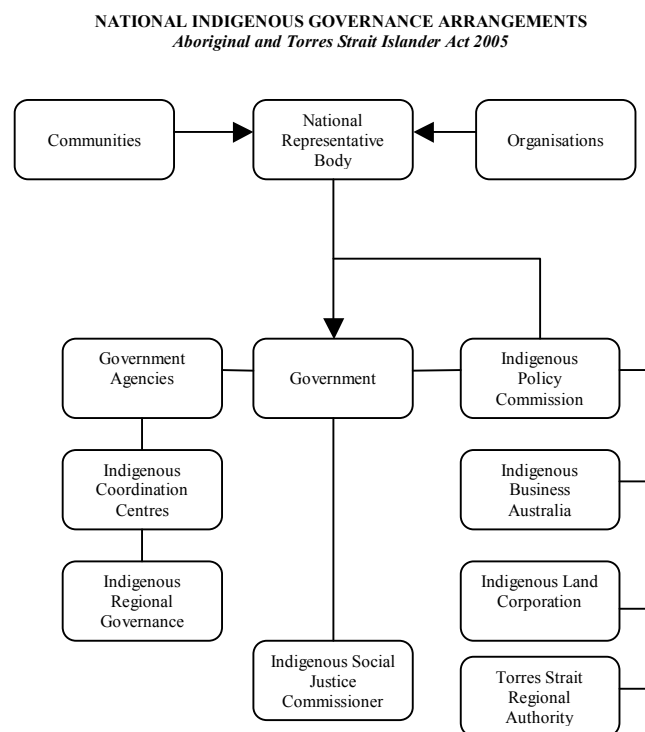 NATIONAL INDIGENOUS GOVERNANCE ARRANGEMENTS
Aboriginal and Torres Strait Islander Act 2005
Communities
National
Representative
Body
Organisations
Government
Agencies
Government
Indigenous
Policy
Commission
Indigenous
Coordination
Centres
Indigenous
Business
Australia
Indigenous
Regional
Governance
Indigenous Land
Corporation
Indigenous Social
Justice
Commissioner
Torres Strait
Regional
Authority